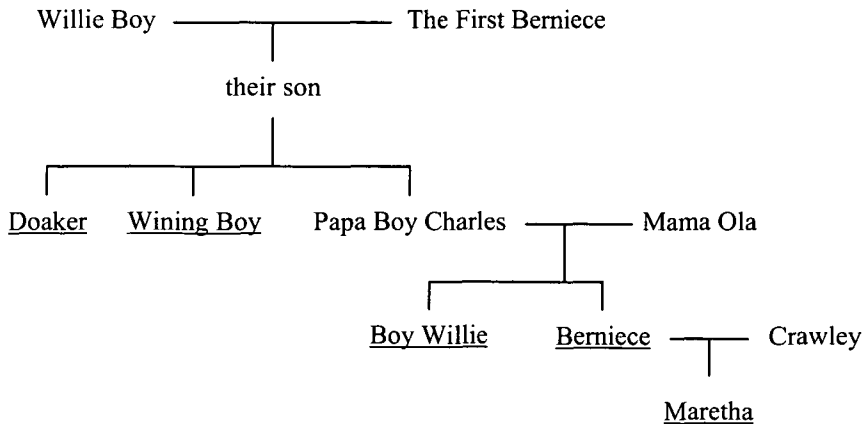 Willie Boy The First Berniece
their son
Doaker Wining Boy Papa Boy Charles Mama Ola
Boy Willie Berniece Crawley
Maretha